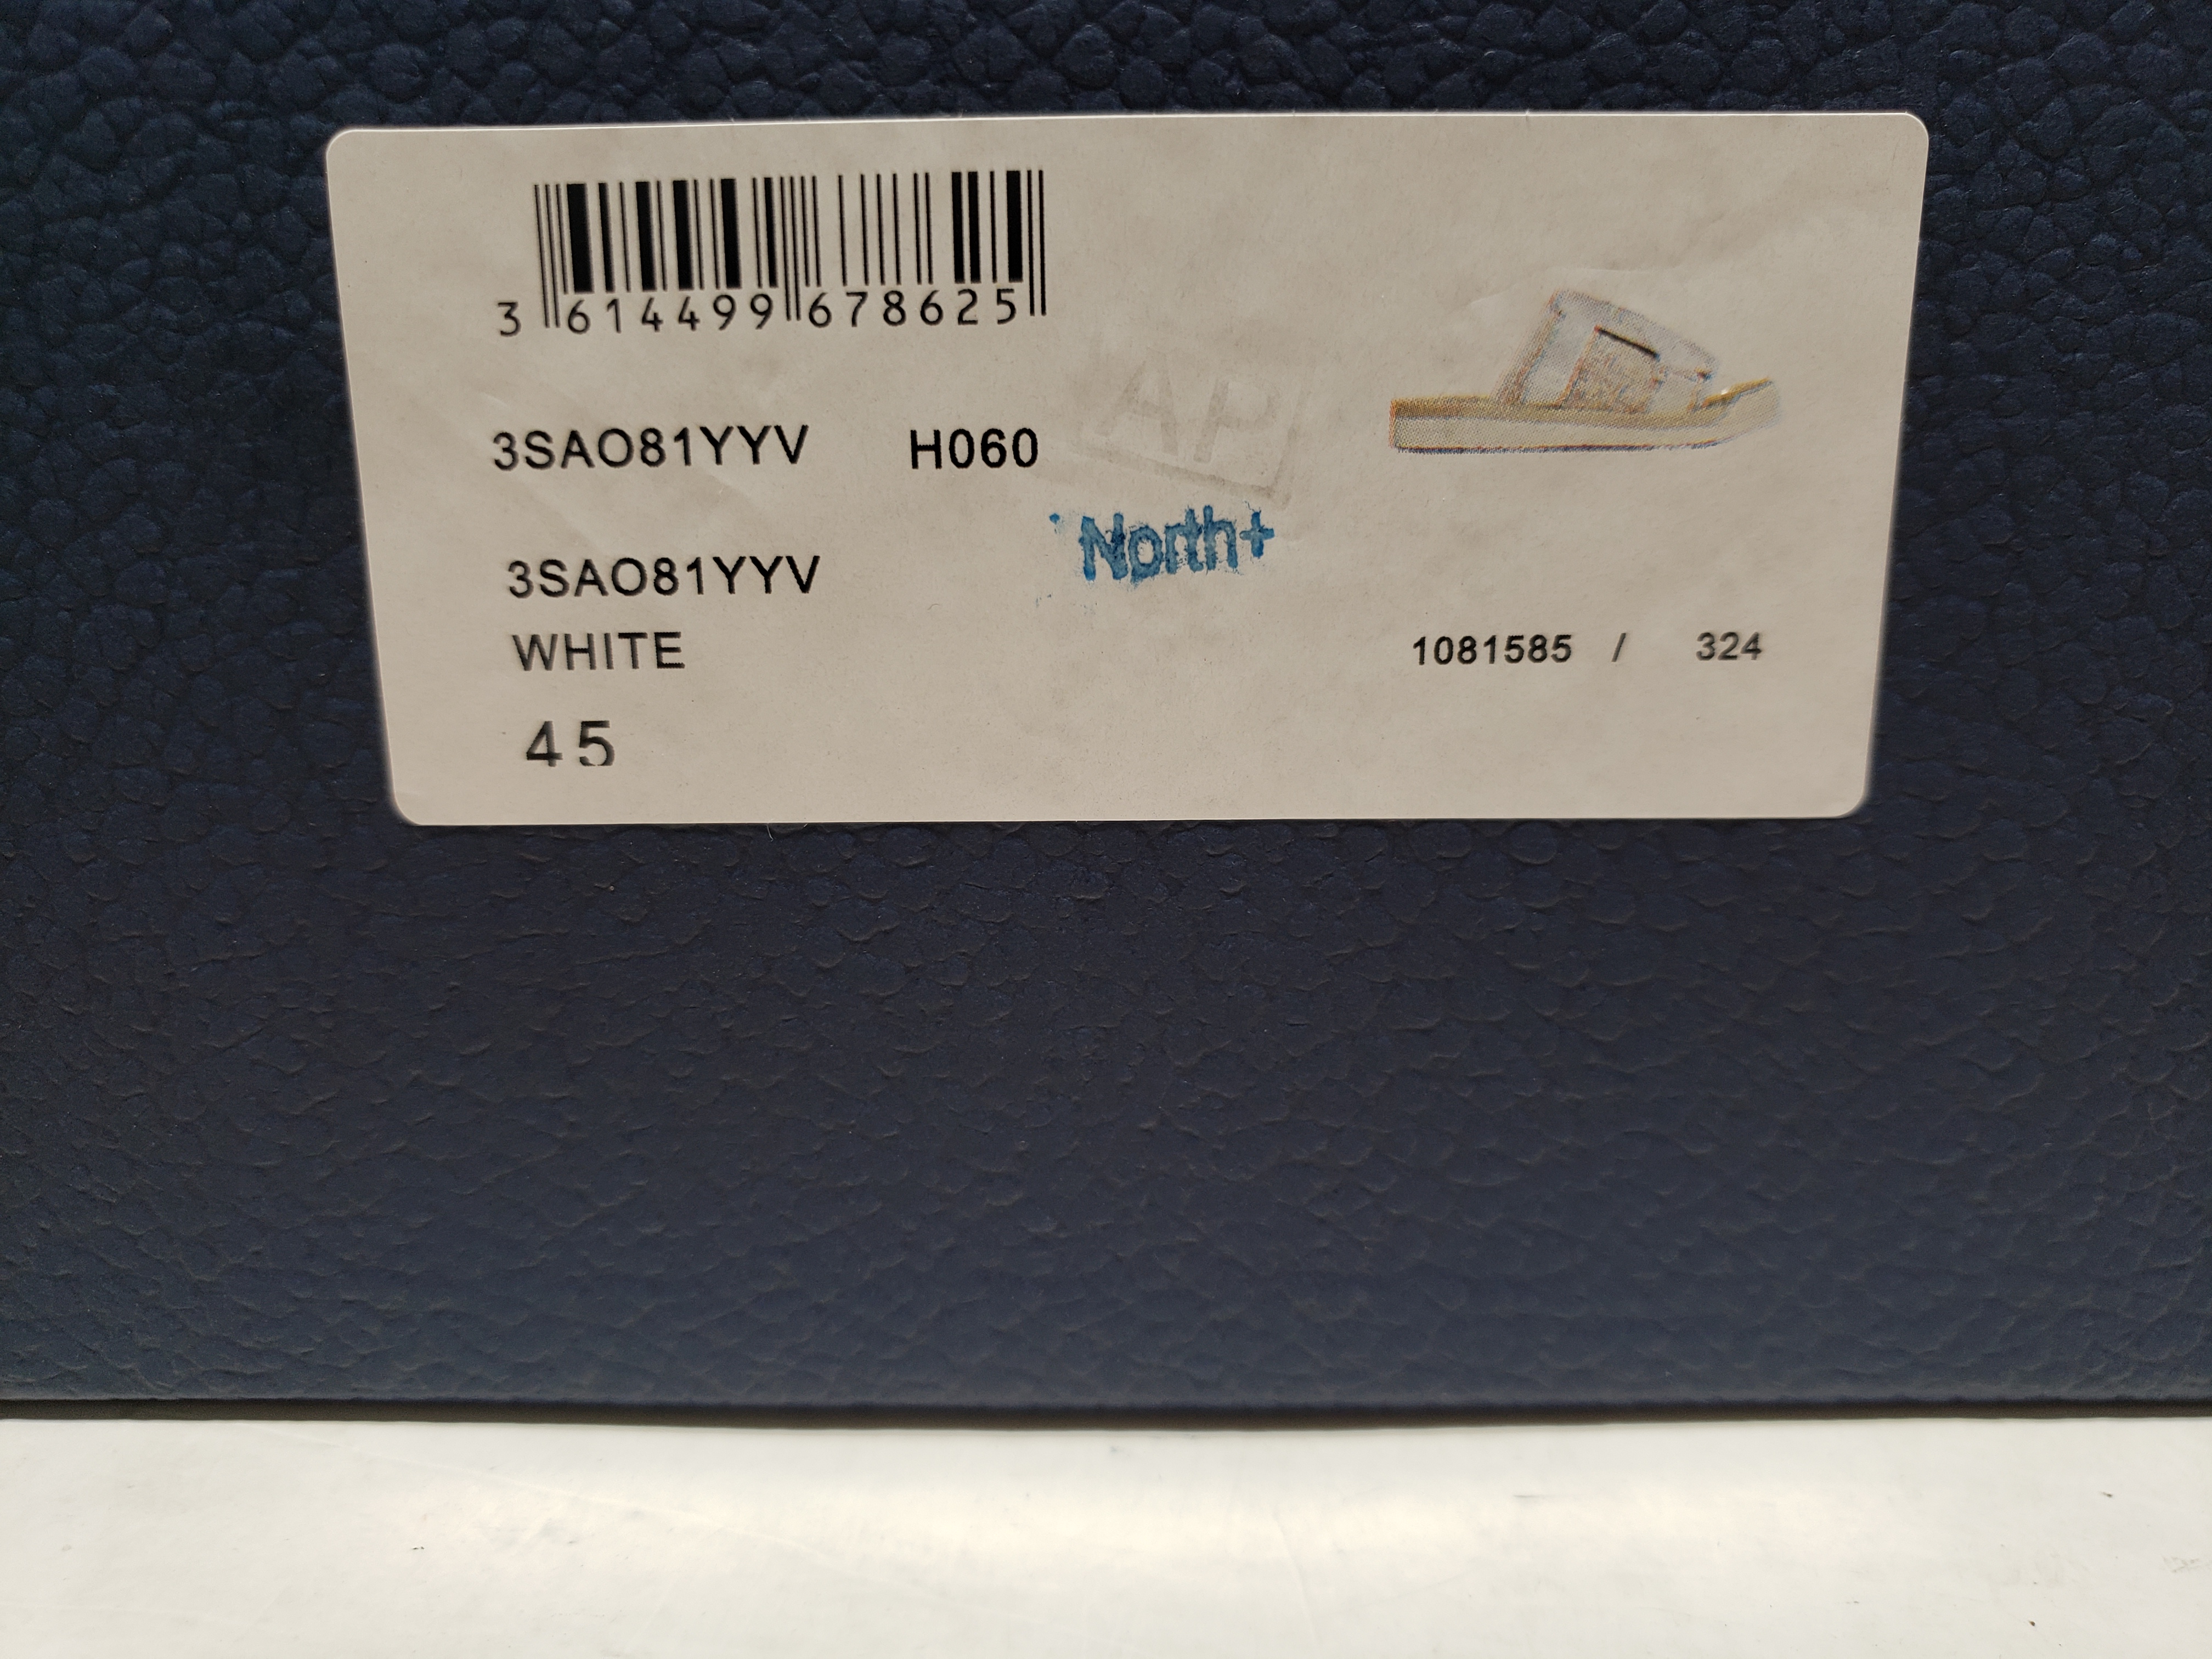 3 614499 678625
3SAO81YYV H060
North+
3SAO81YYV
WHITE
1081585 / 324
45